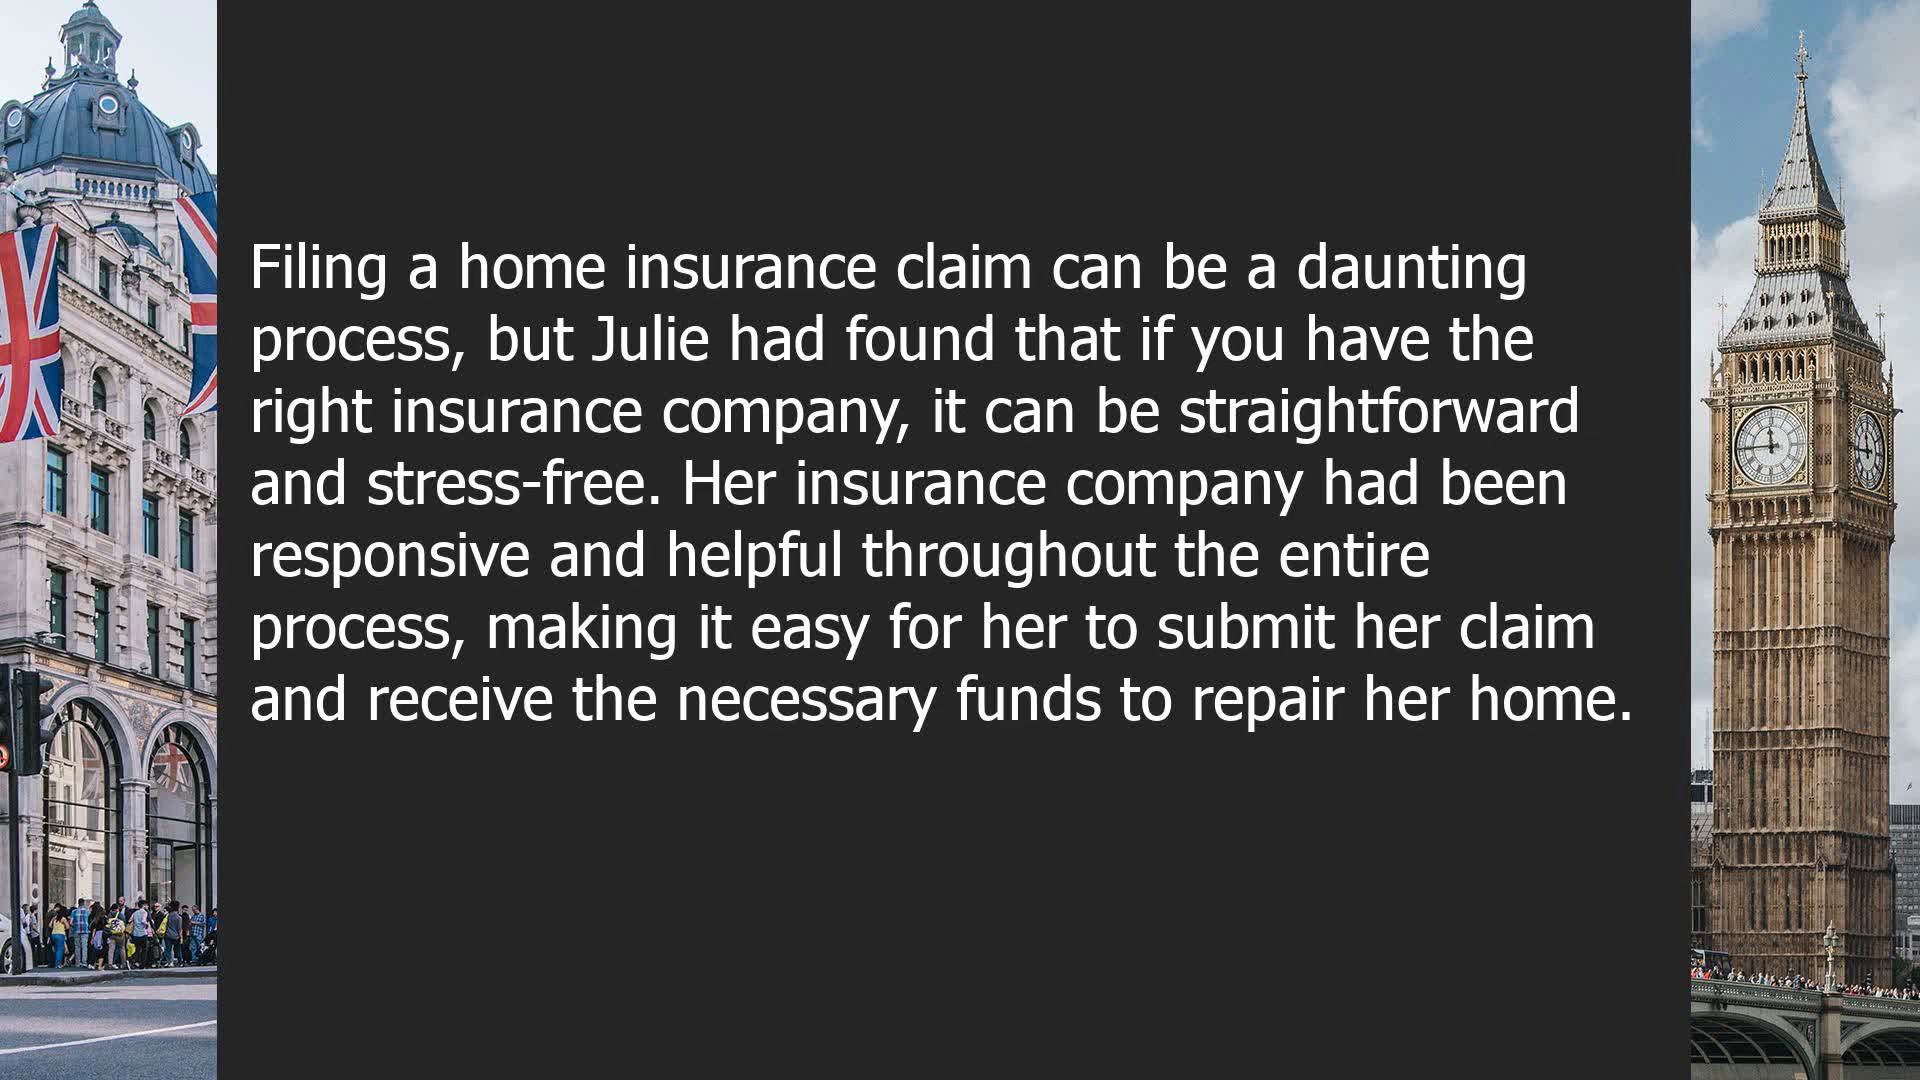 Filing a home insurance claim can be a daunting
process, but Julie had found that if you have the
right insurance company, it can be straightforward
and stress-free. Her insurance company had been
responsive and helpful throughout the entire
process, making it easy for her to submit her claim
and receive the necessary funds to repair her home.